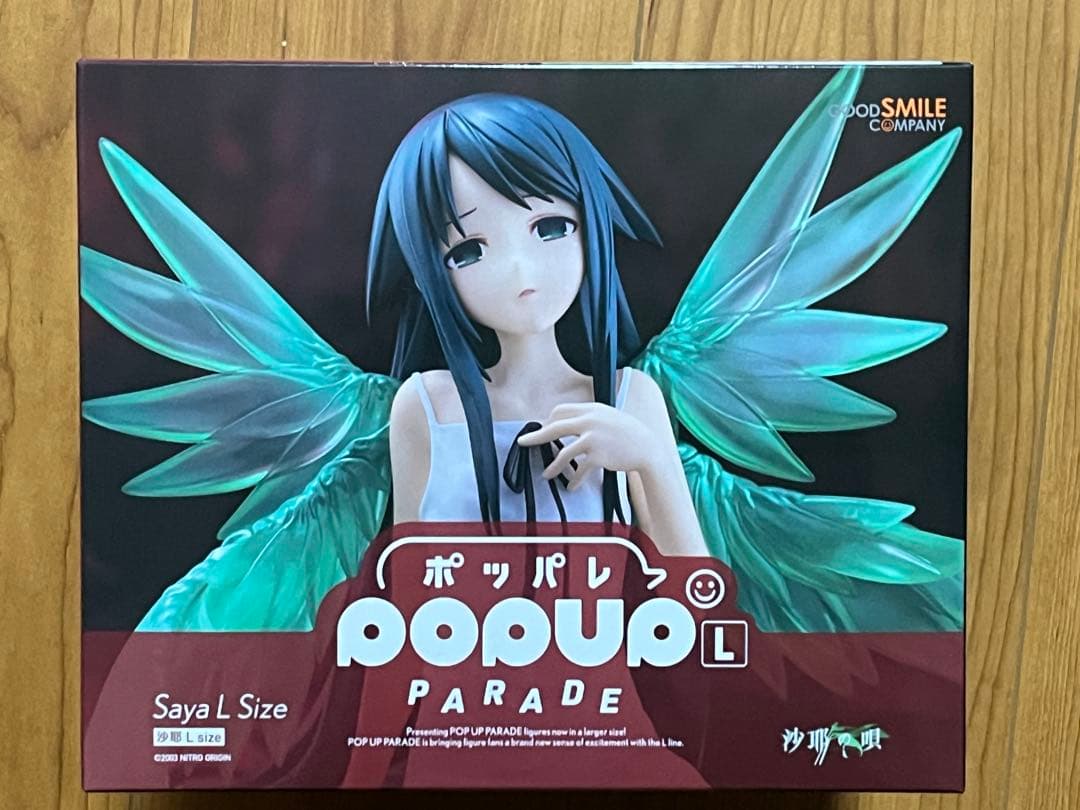 GOOD SMILE
COMPANY
ポッパレ
POP UP L
PARADE
Saya L Size
沙耶 L size
©2003 NITRO ORIGIN
Presenting POP UP PARADE figures now in a larger size!
POP UP PARADE is bringing figure fans a brand new sense of excitement with the L line.
沙耶の唄